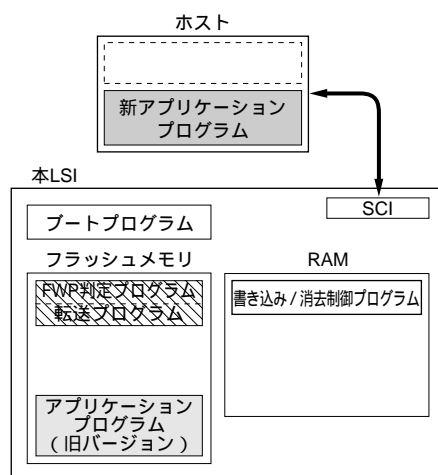 ホスト
新アプリケーション
プログラム
本LSI
SCI
ブートプログラム
フラッシュメモリ
RAM
FWP判定プログラム
転送プログラム
書き込み / 消去制御プログラム
アプリケーション
プログラム
( 旧バージョン )